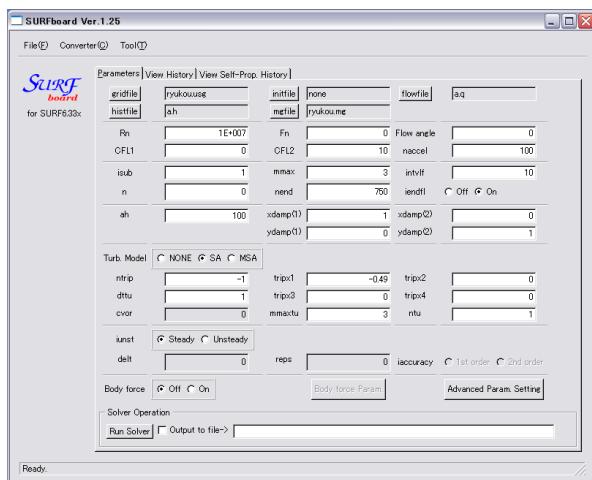 SURFboard Ver.1.25
File(F) Converter(C) Tool(T)
SURF
board
for SURF6.33x
Parameters View History View Self-Prop. History
gridfile ryukou.usg initfile none flowfile a.q
histfile a.h mgfile ryukou.mg
Rn 1E+007 Fn 0 Flow angle 0
CFL1 0 CFL2 10 naccel 100
isub 1 mmax 3 intvlf 10
n 0 nend 750 iendfl Off On
ah 100 xdamp(1) 1 xdamp(2) 0
ydamp(1) 0 ydamp(2) 1
Turb. Model NONE SA MSA
ntrip -1 tripx1 -0.49 tripx2 0
dttu 1 tripx3 0 tripx4 0
cvor 0 mmaxtu 3 ntu 1
iunst Steady Unsteady
delt 0 reps 0 iaccuracy 1st order 2nd order
Body force Off On Body force Param. Advanced Param. Setting
Solver Operation
Run Solver Output to file->
Ready.